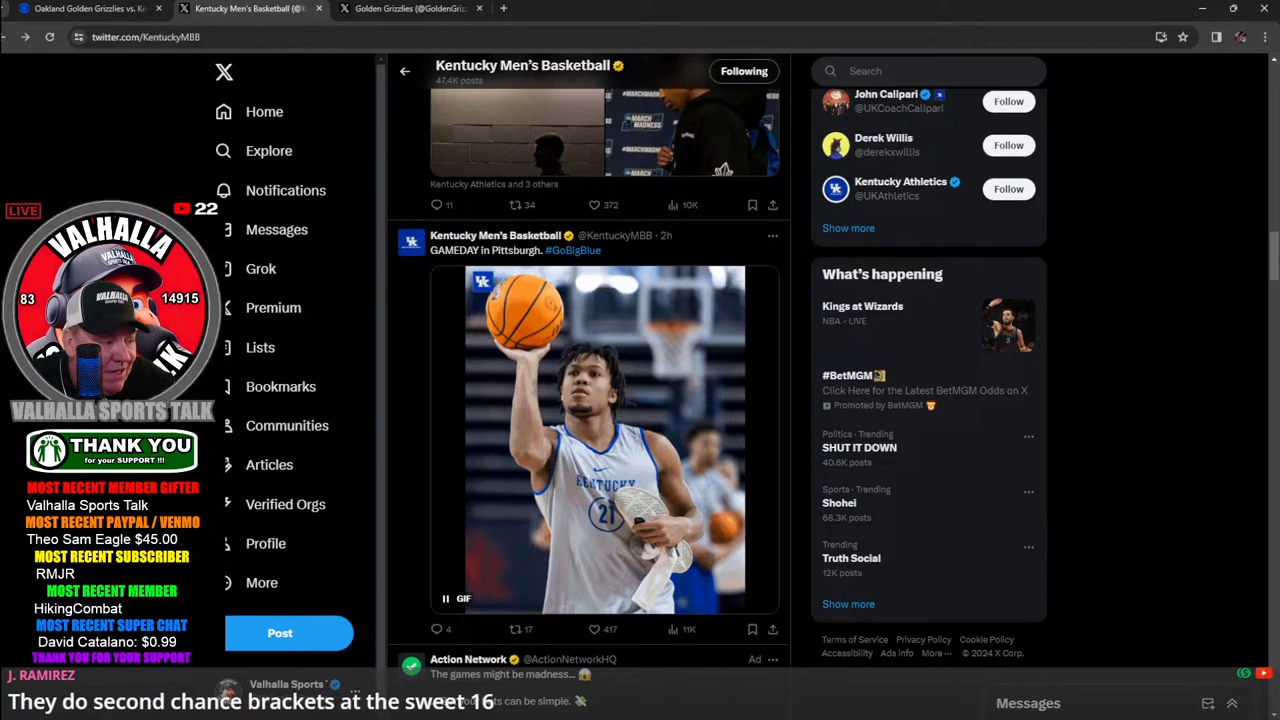 Oakland Golden Grizzlies vs. Ke
Kentucky Men's Basketball (@K
Golden Grizzlies (@GoldenGriz
twitter.com/KentuckyMBB
Home
Explore
Notifications
Messages
Grok
Premium
Lists
Bookmarks
Communities
Articles
Verified Orgs
Profile
More
Post
Valhalla Sports
LIVE
22
VALHALLA
83
14915
VALHALLA SPORTS TALK
THANK YOU
for your SUPPORT !!!
MOST RECENT MEMBER GIFTER
Valhalla Sports Talk
MOST RECENT PAYPAL / VENMO
Theo Sam Eagle $45.00
MOST RECENT SUBSCRIBER
RMJR
MOST RECENT MEMBER
HikingCombat
MOST RECENT SUPER CHAT
David Catalano: $0.99
THANK YOU FOR YOUR SUPPORT
Kentucky Men's Basketball
47.4K posts
Following
MARCH
MADNESS
Kentucky Athletics and 3 others
11
34
372
10K
Kentucky Men's Basketball @KentuckyMBB · 2h
GAMEDAY in Pittsburgh. #GoBigBlue
UK
KENTUCKY
21
GIF
4
17
417
11K
Action Network @ActionNetworkHQ
Ad
The games might be madness...
can be simple.
Search
John Calipari
@UKCoachCalipari
Follow
Derek Willis
@derekxwillis
Follow
Kentucky Athletics
@UKAthletics
Follow
Show more
What's happening
Kings at Wizards
NBA · LIVE
#BetMGM
Click Here for the Latest BetMGM Odds on X
Promoted by BetMGM
Politics · Trending
SHUT IT DOWN
40.6K posts
Sports · Trending
Shohei
68.3K posts
Trending
Truth Social
12K posts
Show more
Terms of Service Privacy Policy Cookie Policy
Accessibility Ads info More ··· © 2024 X Corp.
Messages
J. RAMIREZ
They do second chance brackets at the sweet 16